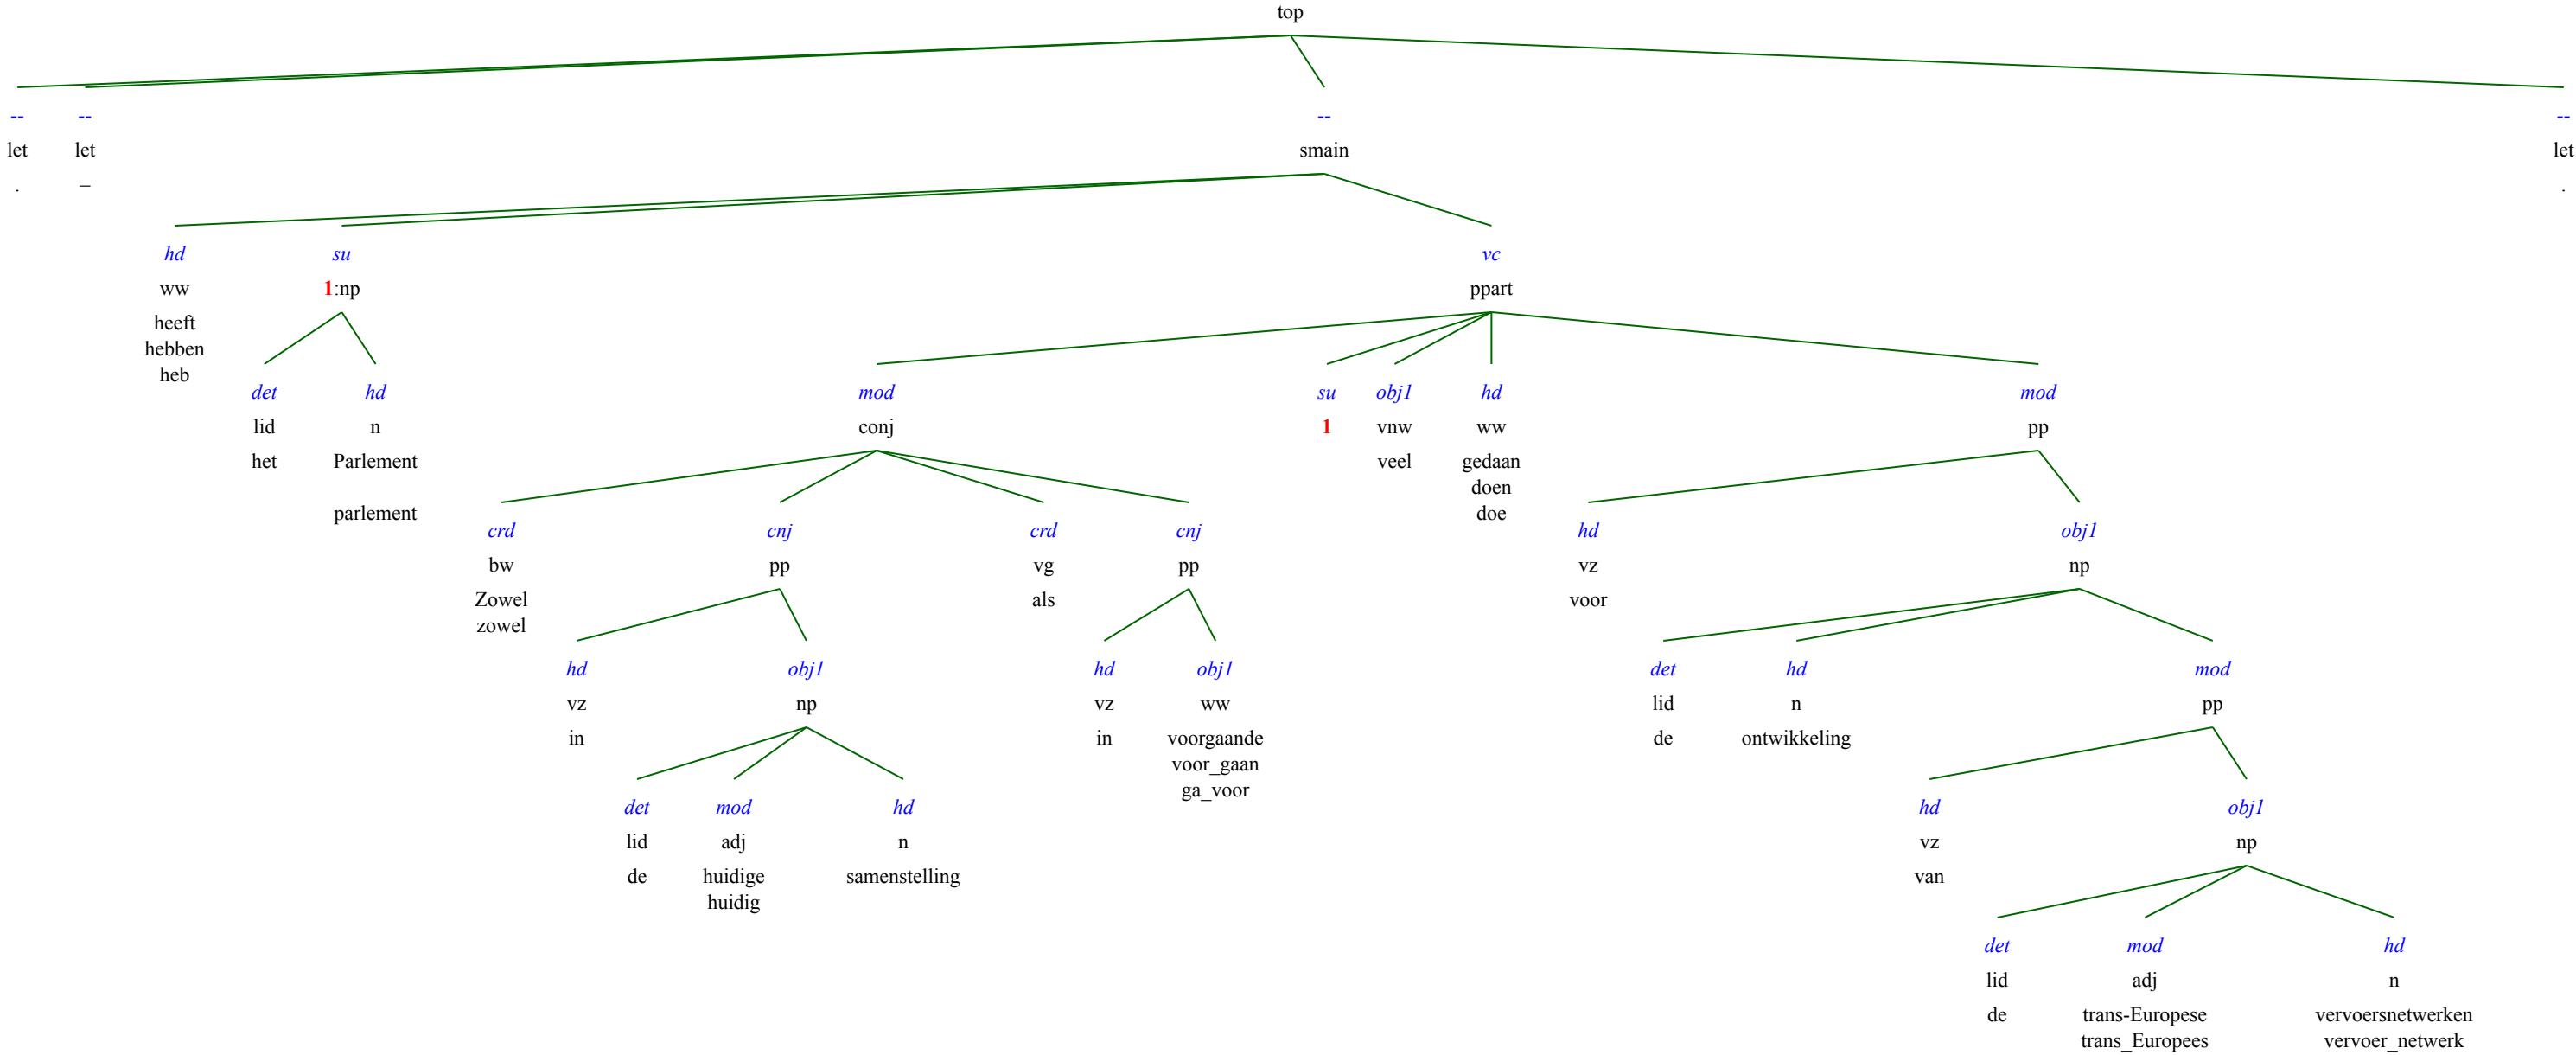 top
-- -- -- --
let let smain let
. – .
hd su vc
ww 1:np ppart
heeft
hebben
heb
det hd mod su obj1 hd mod
lid n conj 1 vnw ww pp
het Parlement veel gedaan
doen
parlement doe
crd cnj crd cnj hd obj1
bw pp vg pp vz np
Zowel als voor
zowel
hd obj1 hd obj1 det hd mod
vz np vz ww lid n pp
in in voorgaande de ontwikkeling
voor_gaan
ga_voor
det mod hd hd obj1
lid adj n vz np
de huidige samenstelling van
huidig
det mod hd
lid adj n
de trans-Europese vervoersnetwerken
trans_Europees vervoer_netwerk